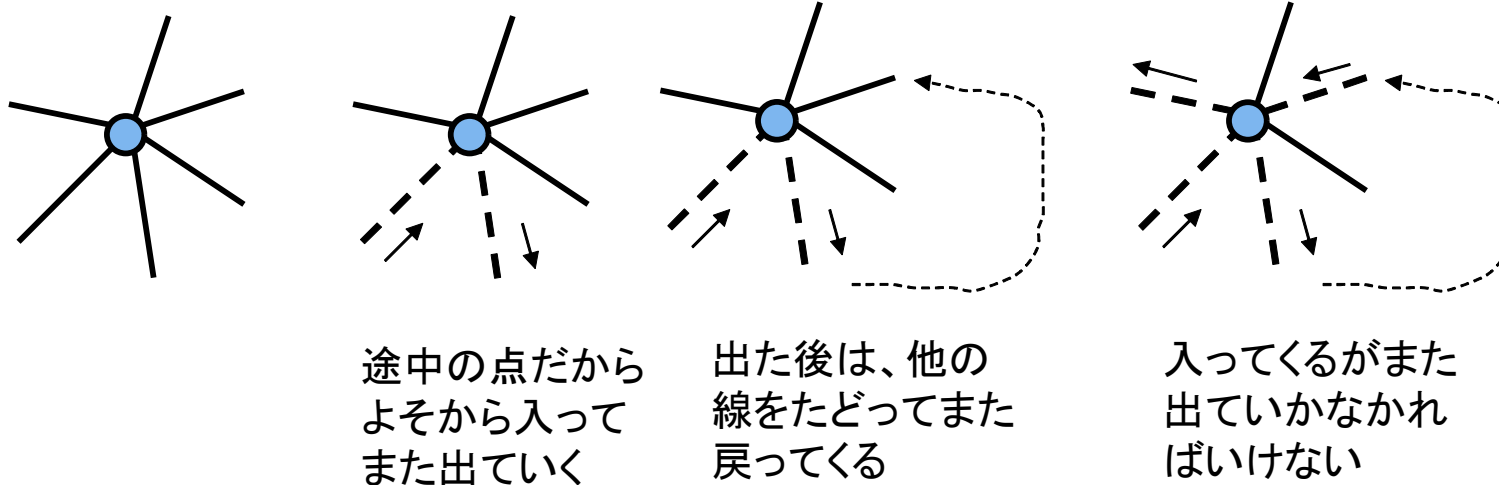 途中の点だから
よそから入って
また出ていく
出た後は、他の
線をたどってまた
戻ってくる
入ってくるがまた
出ていかなかれ
ばいけない